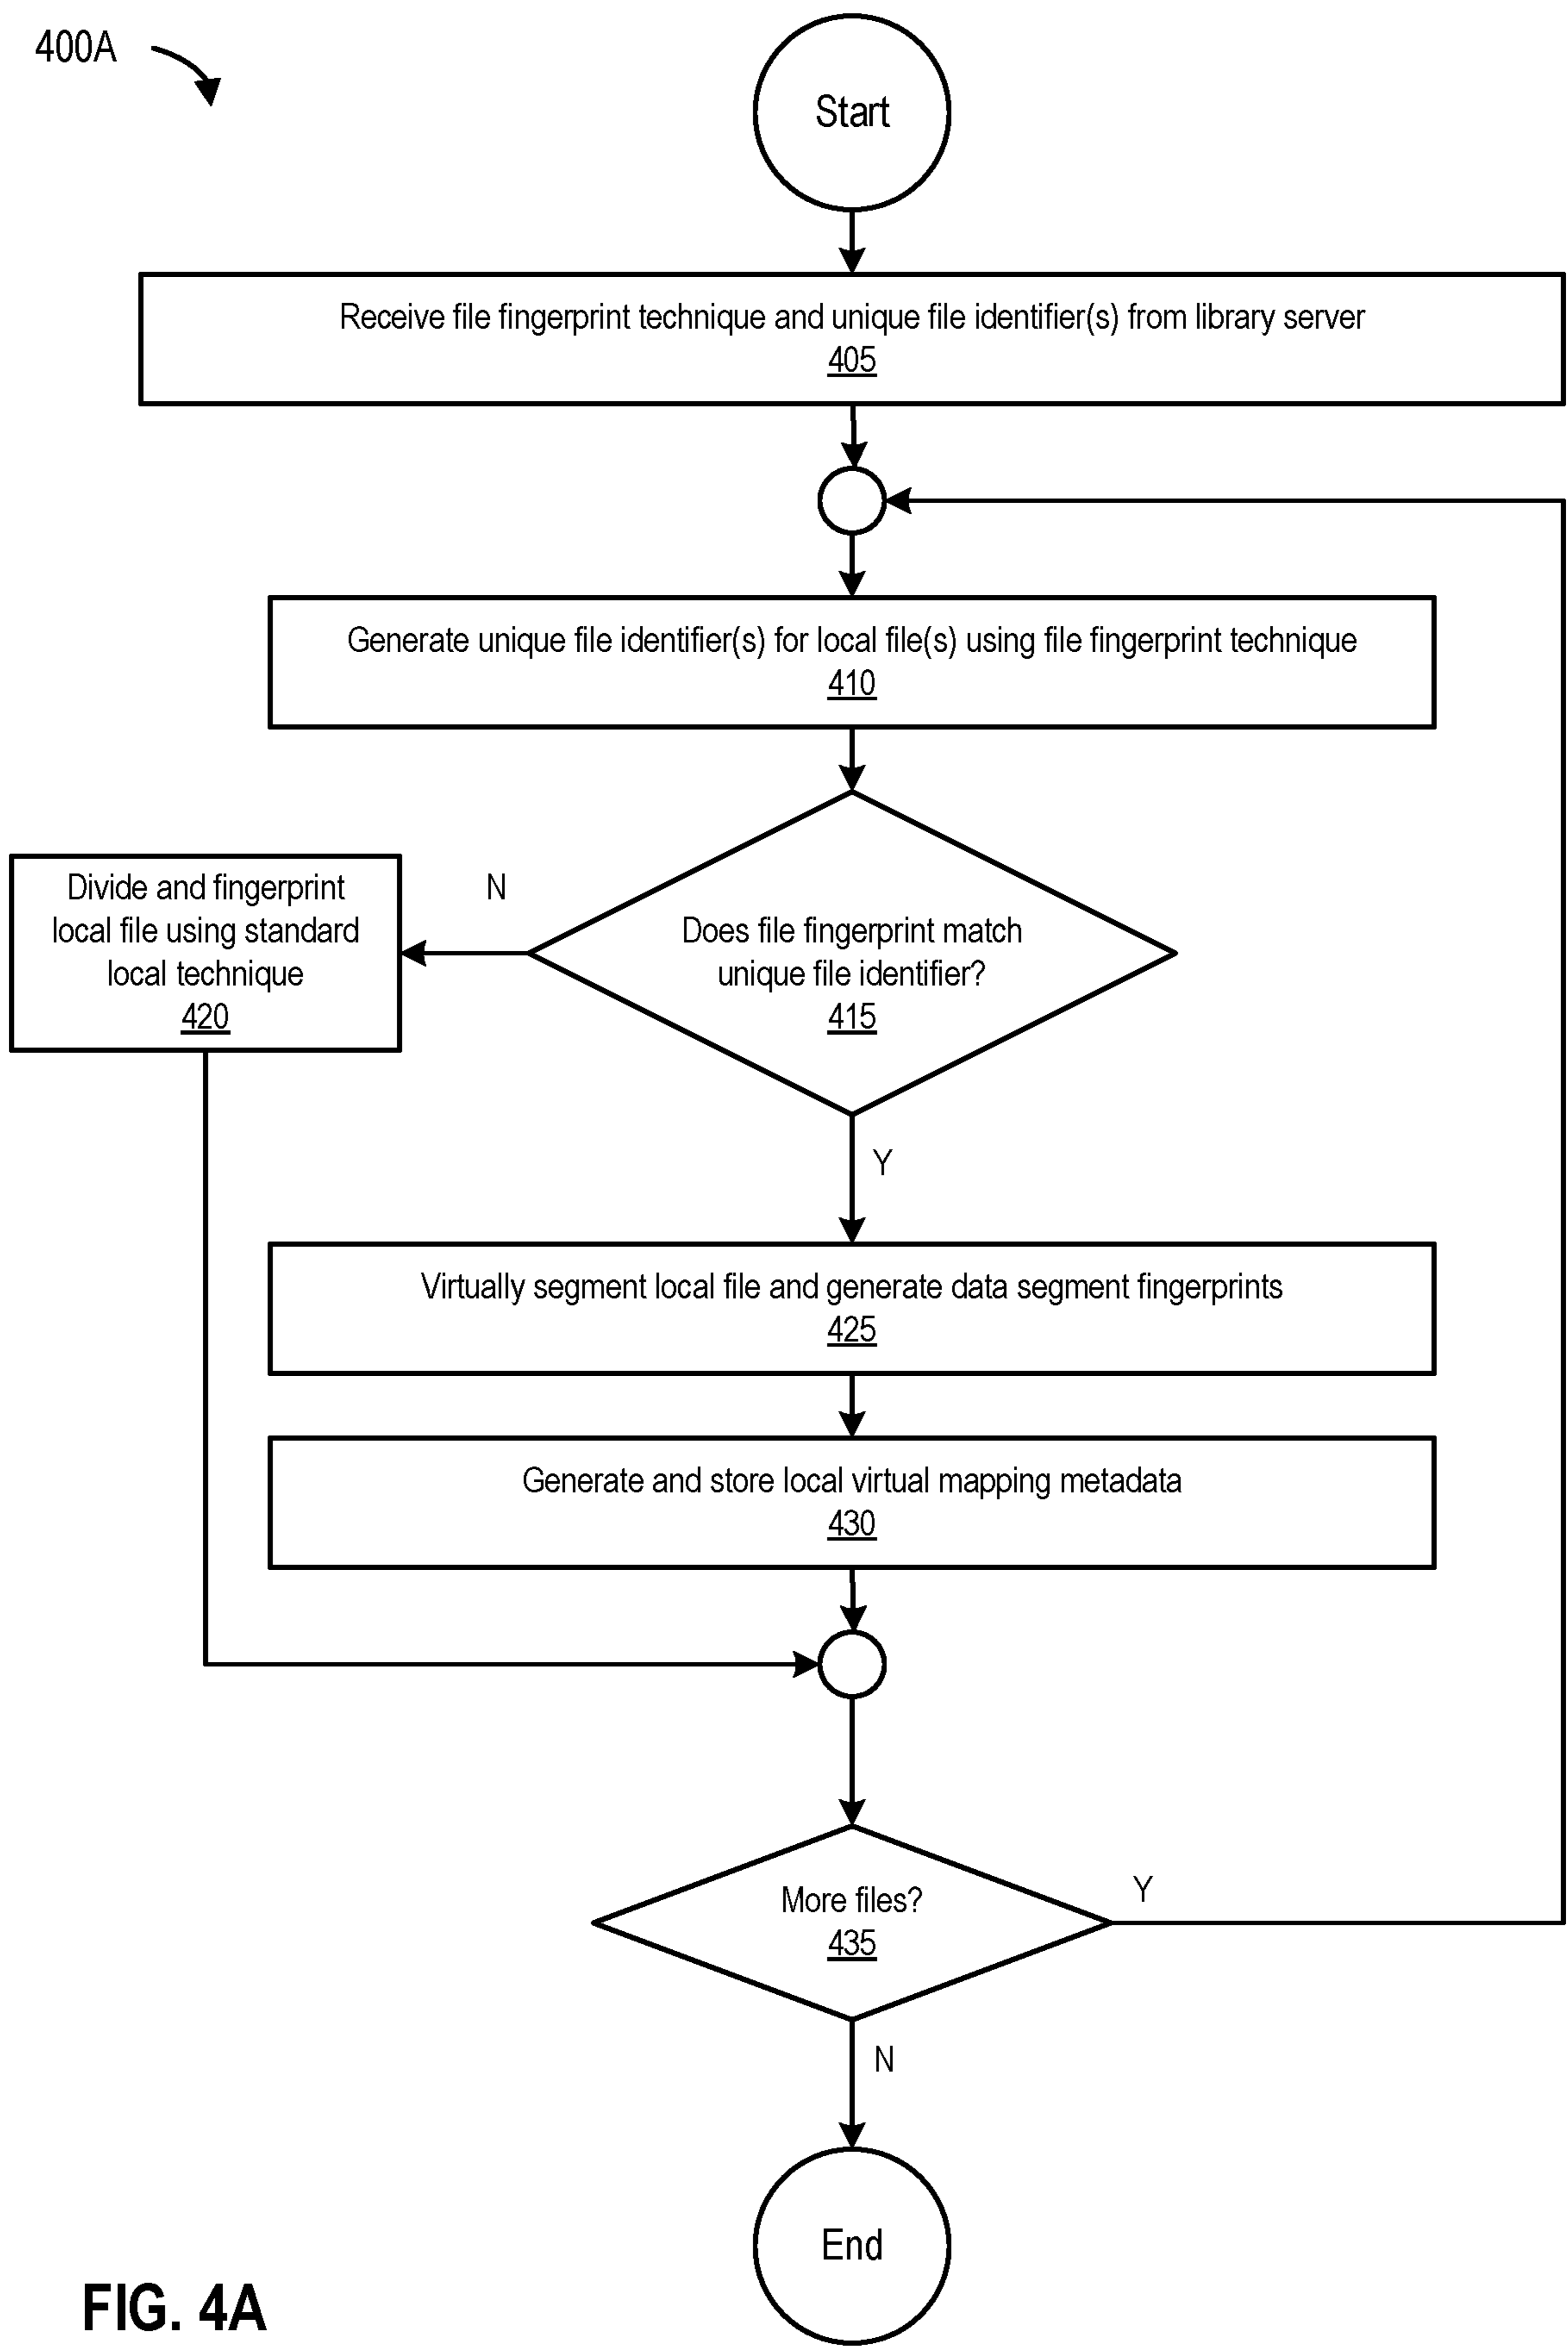 400A
Start
Receive file fingerprint technique and unique file identifier(s) from library server
405
Generate unique file identifier(s) for local file(s) using file fingerprint technique
410
Does file fingerprint match
unique file identifier?
415
N
Divide and fingerprint
local file using standard
local technique
420
Y
Virtually segment local file and generate data segment fingerprints
425
Generate and store local virtual mapping metadata
430
More files?
435
Y
N
End
FIG. 4A